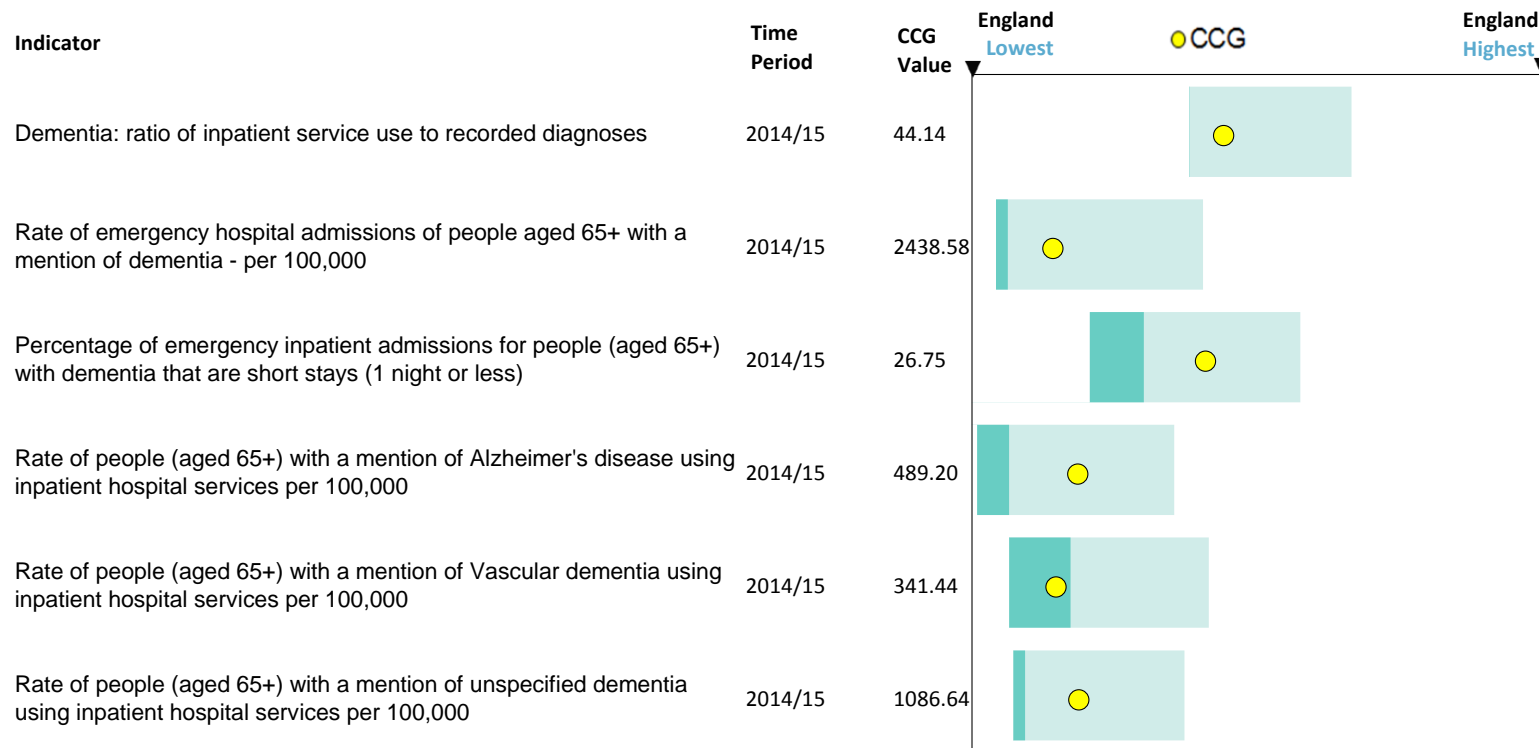 Indicator
Time
Period
CCG
Value
England
Lowest
CCG
England
Highest
Dementia: ratio of inpatient service use to recorded diagnoses 2014/15 44.14
Rate of emergency hospital admissions of people aged 65+ with a
mention of dementia - per 100,000
2014/15 2438.58
Percentage of emergency inpatient admissions for people (aged 65+)
with dementia that are short stays (1 night or less)
2014/15 26.75
Rate of people (aged 65+) with a mention of Alzheimer's disease using
inpatient hospital services per 100,000
2014/15 489.20
Rate of people (aged 65+) with a mention of Vascular dementia using
inpatient hospital services per 100,000
2014/15 341.44
Rate of people (aged 65+) with a mention of unspecified dementia
using inpatient hospital services per 100,000
2014/15 1086.64